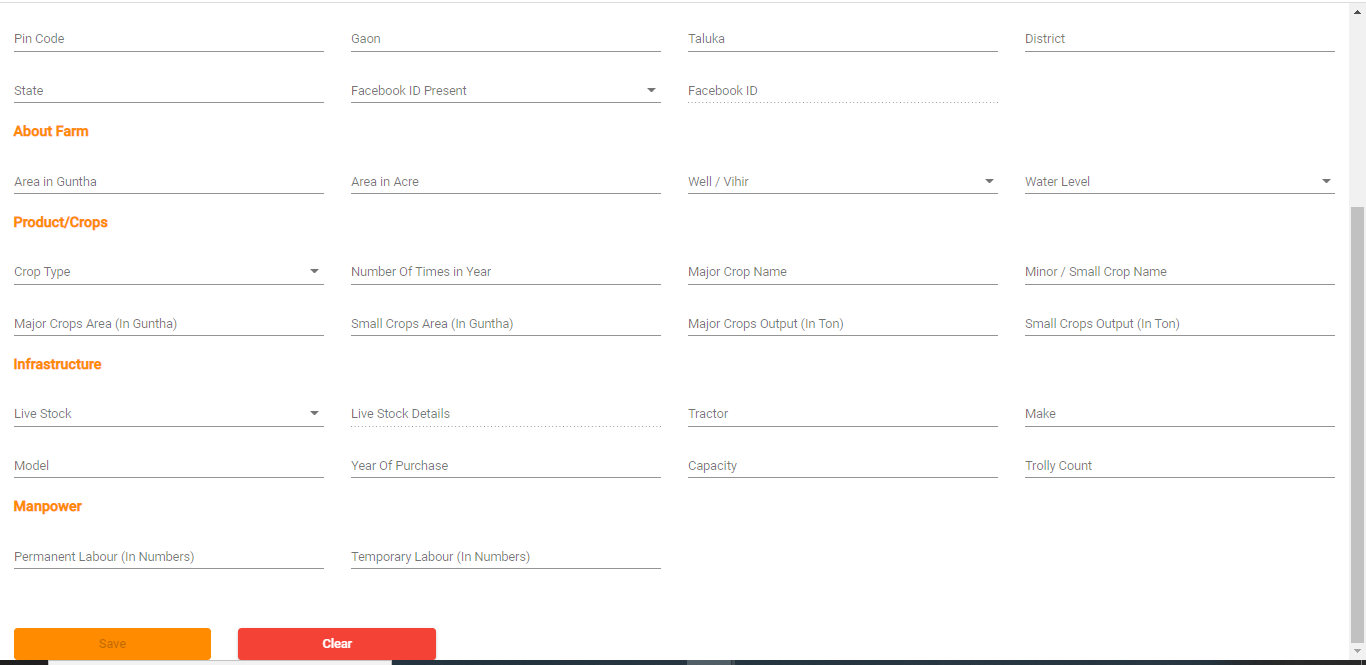 Pin Code Gaon Taluka District
State Facebook ID Present Facebook ID
About Farm
Area in Guntha Area in Acre Well / Vihir Water Level
Product/Crops
Crop Type Number Of Times in Year Major Crop Name Minor / Small Crop Name
Major Crops Area (In Guntha) Small Crops Area (In Guntha) Major Crops Output (In Ton) Small Crops Output (In Ton)
Infrastructure
Live Stock Live Stock Details Tractor Make
Model Year Of Purchase Capacity Trolly Count
Manpower
Permanent Labour (In Numbers) Temporary Labour (In Numbers)
Save Clear